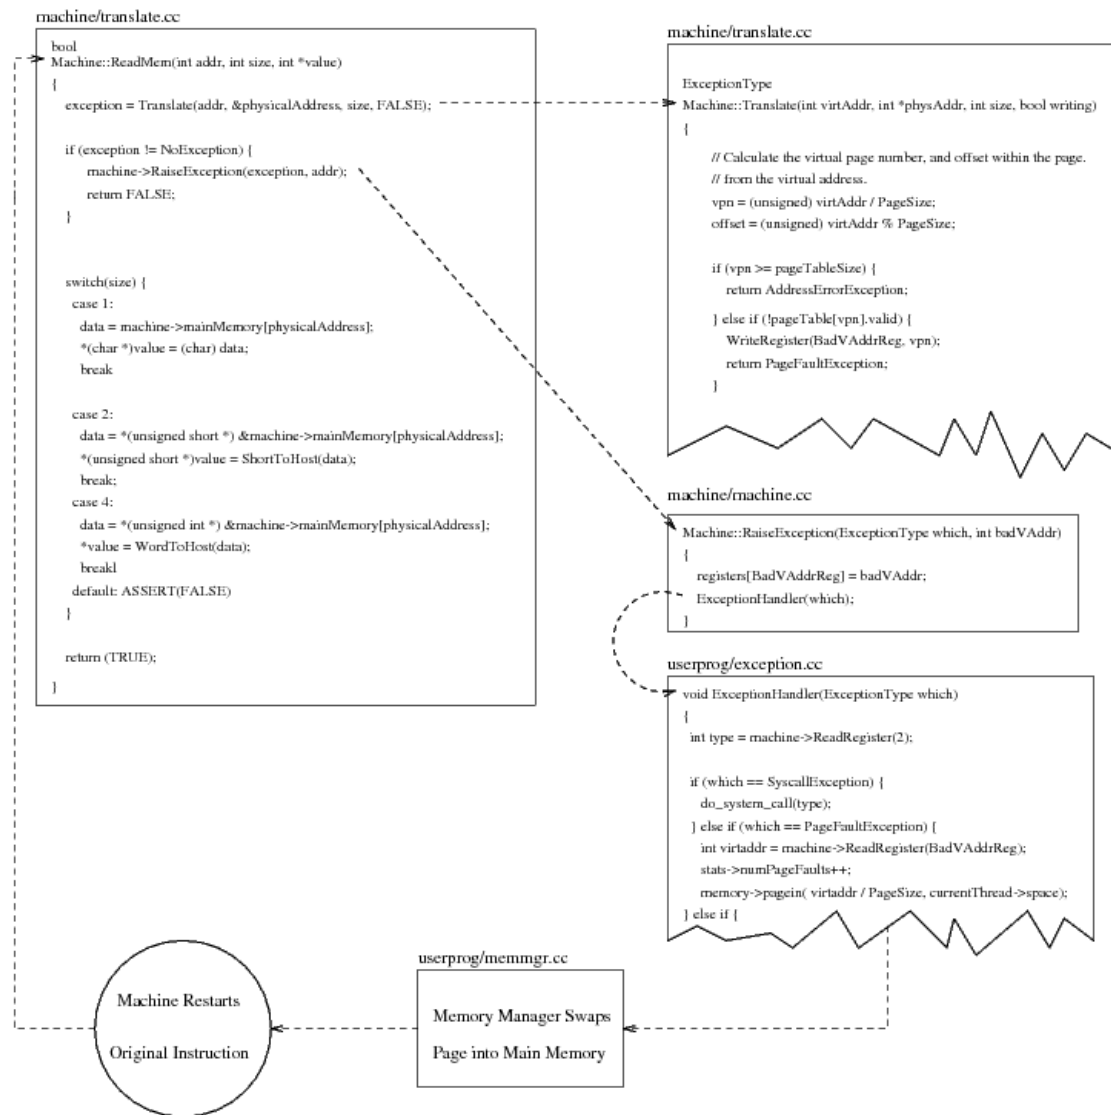 machine/translate.cc
bool
Machine::ReadMem(int addr, int size, int *value)
{
exception = Translate(addr, &physicalAddress, size, FALSE);
if (exception != NoException) {
machine->RaiseException(exception, addr);
return FALSE;
}
switch(size) {
case 1:
data = machine->mainMemory[physicalAddress];
*(char *)value = (char) data;
break
case 2:
data = *(unsigned short *) &machine->mainMemory[physicalAddress];
*(unsigned short *)value = ShortToHost(data);
break;
case 4:
data = *(unsigned int *) &machine->mainMemory[physicalAddress];
*value = WordToHost(data);
breakl
default: ASSERT(FALSE)
}
return (TRUE);
}
machine/translate.cc
ExceptionType
Machine::Translate(int virtAddr, int *physAddr, int size, bool writing)
{
// Calculate the virtual page number, and offset within the page.
// from the virtual address.
vpn = (unsigned) virtAddr / PageSize;
offset = (unsigned) virtAddr % PageSize;
if (vpn >= pageTableSize) {
return AddressErrorException;
} else if (!pageTable[vpn].valid) {
WriteRegister(BadVAddrReg, vpn);
return PageFaultException;
}
machine/machine.cc
Machine::RaiseException(ExceptionType which, int badVAddr)
{
registers[BadVAddrReg] = badVAddr;
ExceptionHandler(which);
}
userprog/exception.cc
void ExceptionHandler(ExceptionType which)
{
int type = machine->ReadRegister(2);
if (which == SyscallException) {
do_system_call(type);
} else if (which == PageFaultException) {
int virtaddr = machine->ReadRegister(BadVAddrReg);
stats->numPageFaults++;
memory->pagein( virtaddr / PageSize, currentThread->space);
} else if {
userprog/memmgr.cc
Memory Manager Swaps
Page into Main Memory
Machine Restarts
Original Instruction